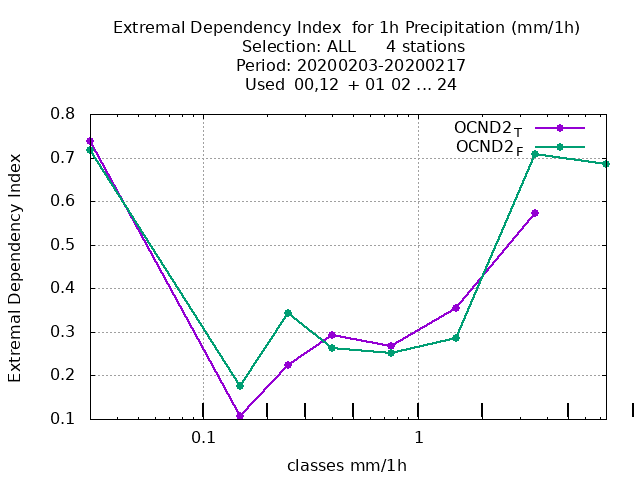 Extremal Dependency Index  for 1h Precipitation (mm/1h)
Selection: ALL      4 stations
Period: 20200203-20200217
Used  00,12  + 01 02 ... 24
OCND2T
OCND2F
0.8
0.7
0.6
0.5
0.4
0.3
0.2
0.1
Extremal Dependency Index
0.1 1
classes mm/1h